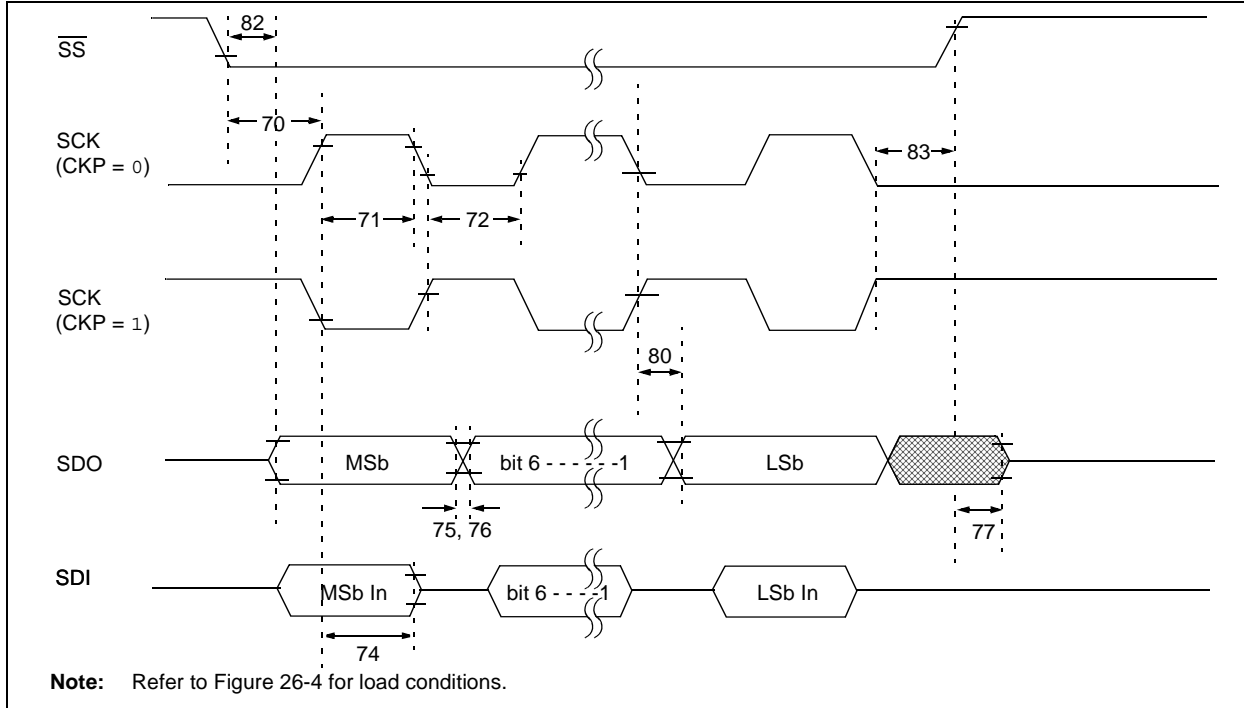 82
SS
70
SCK
(CKP = 0)
83
71
72
SCK
(CKP = 1)
80
SDO
MSb
bit 6 - - - - - -1
LSb
75, 76
77
SDI
MSb In
bit 6 - - - -1
LSb In
74
Note: Refer to Figure 26-4 for load conditions.